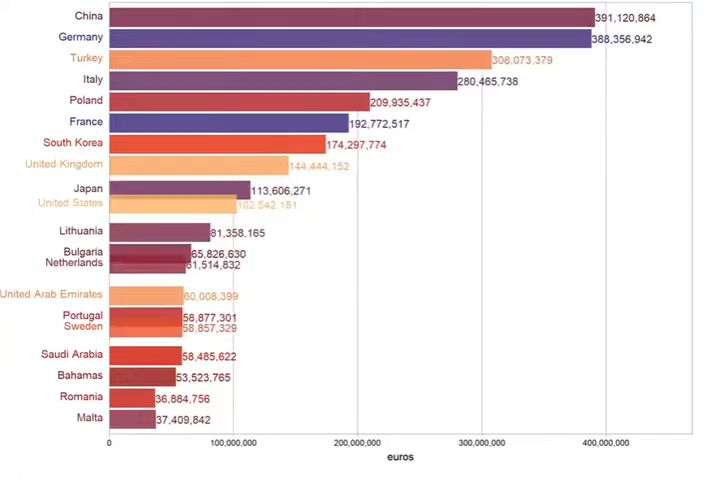 China 391,120,864
Germany 388,356,942
Turkey 308,073,379
Italy 280,465,738
Poland 209,935,437
France 192,772,517
South Korea 174,297,774
United Kingdom 144,444,152
Japan 113,606,271
United States 102,542,181
Lithuania 81,358,165
Bulgaria 65,826,630
Netherlands 61,514,832
United Arab Emirates 60,008,399
Portugal 58,877,301
Sweden 58,857,329
Saudi Arabia 58,485,622
Bahamas 53,523,765
Romania 36,884,756
Malta 37,409,842
0 100,000,000 200,000,000 300,000,000 400,000,000
euros